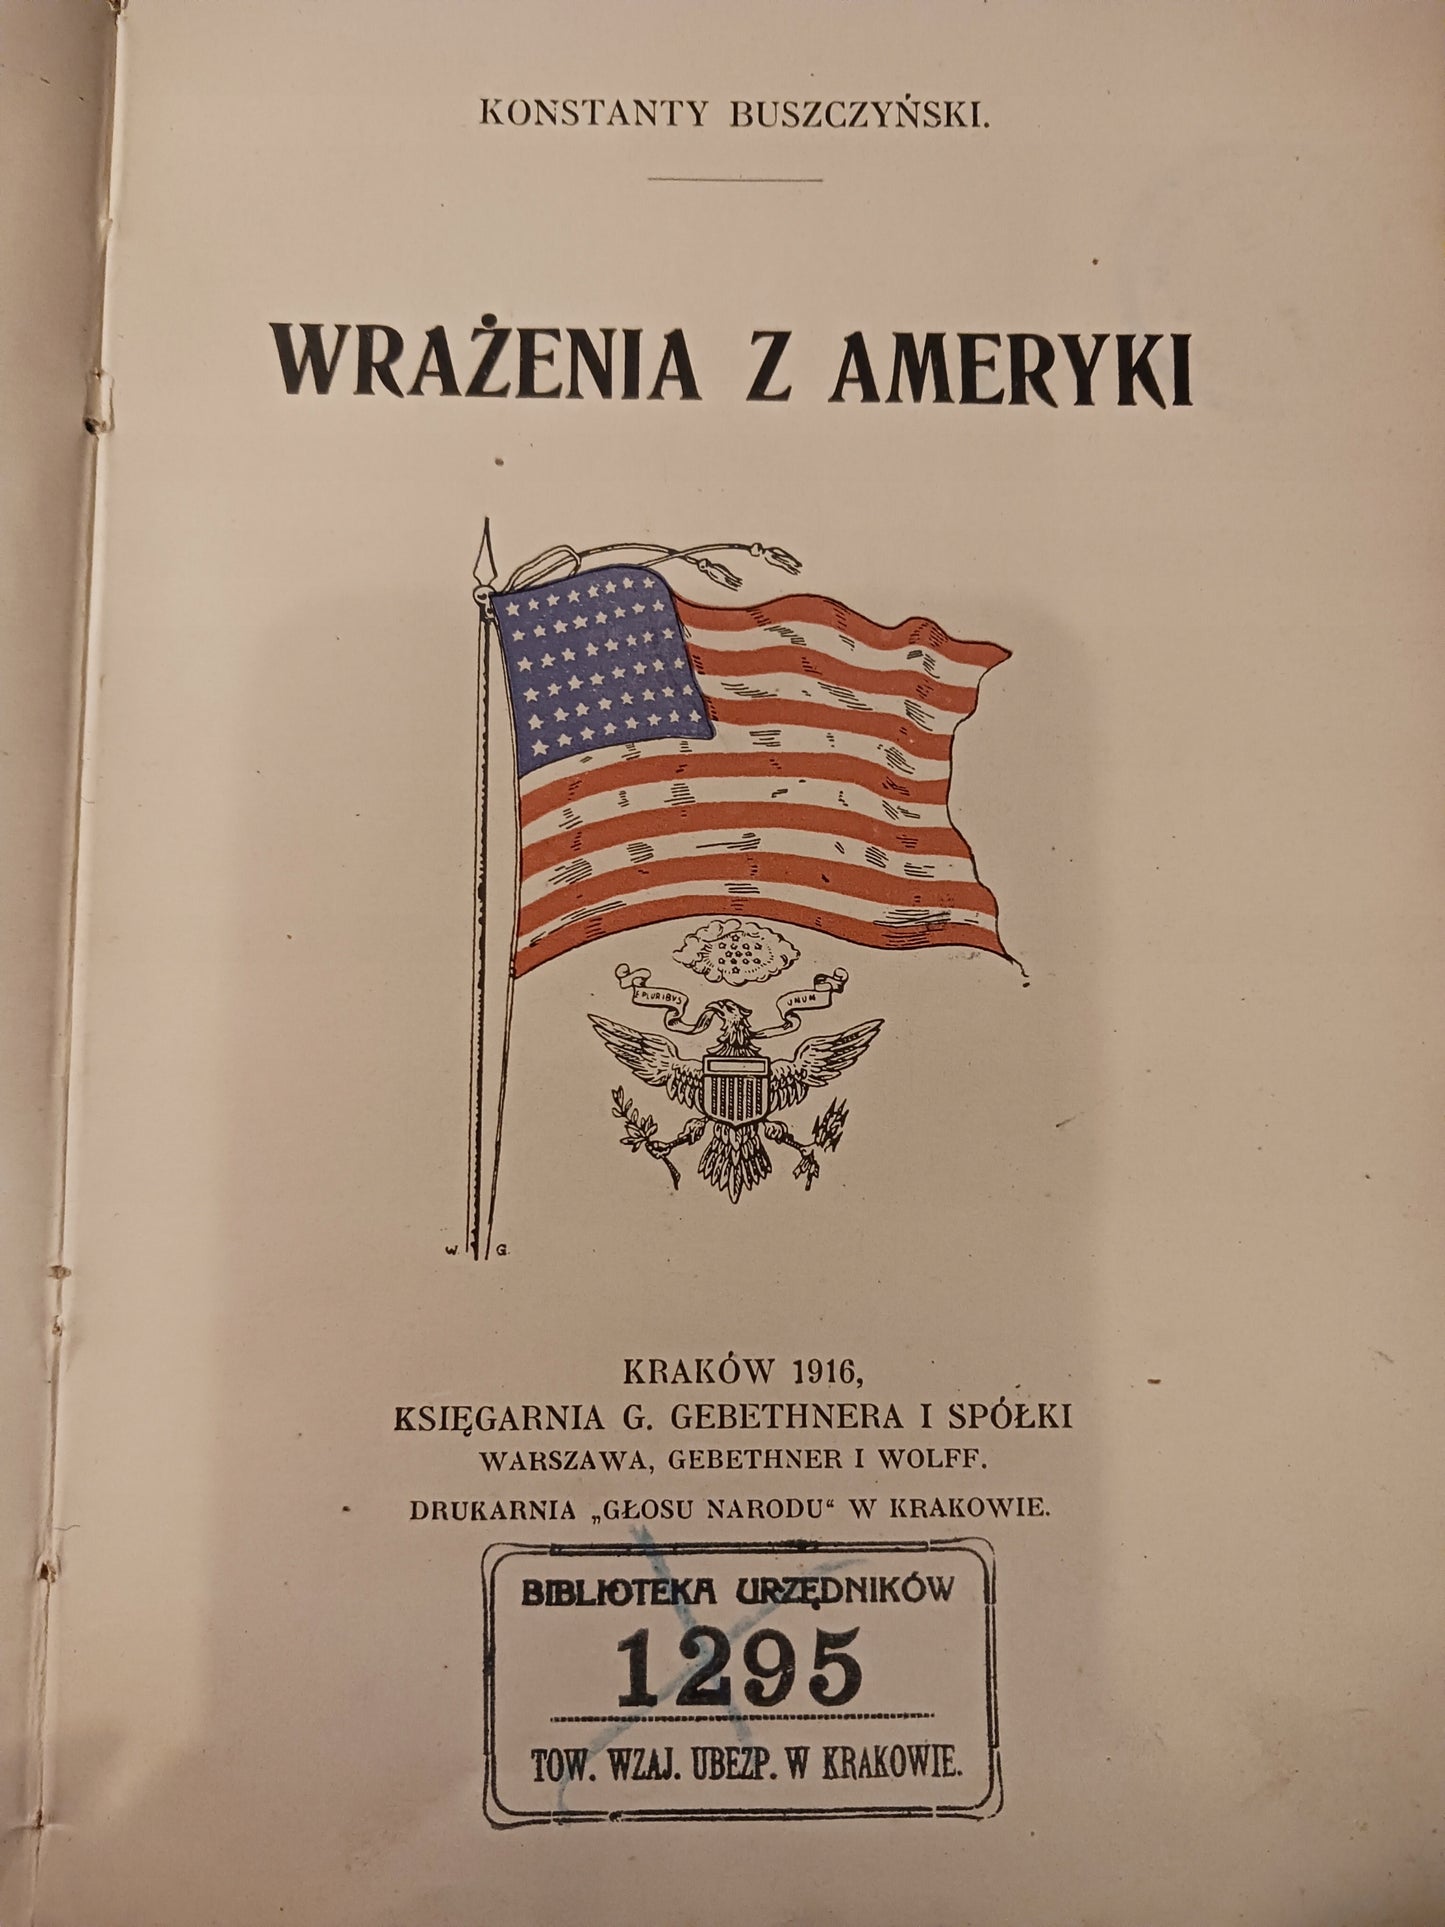 KONSTANTY BUSZCZYŃSKI.
WRAŻENIA Z AMERYKI
E PLURIBVS UNUM
W. G.
KRAKÓW 1916,
KSIĘGARNIA G. GEBETHNERA I SPÓŁKI
WARSZAWA, GEBETHNER I WOLFF.
DRUKARNIA „GŁOSU NARODU“ W KRAKOWIE.
BIBLIOTEKA URZĘDNIKÓW
1295
TOW. WZAJ. UBEZP. W KRAKOWIE.